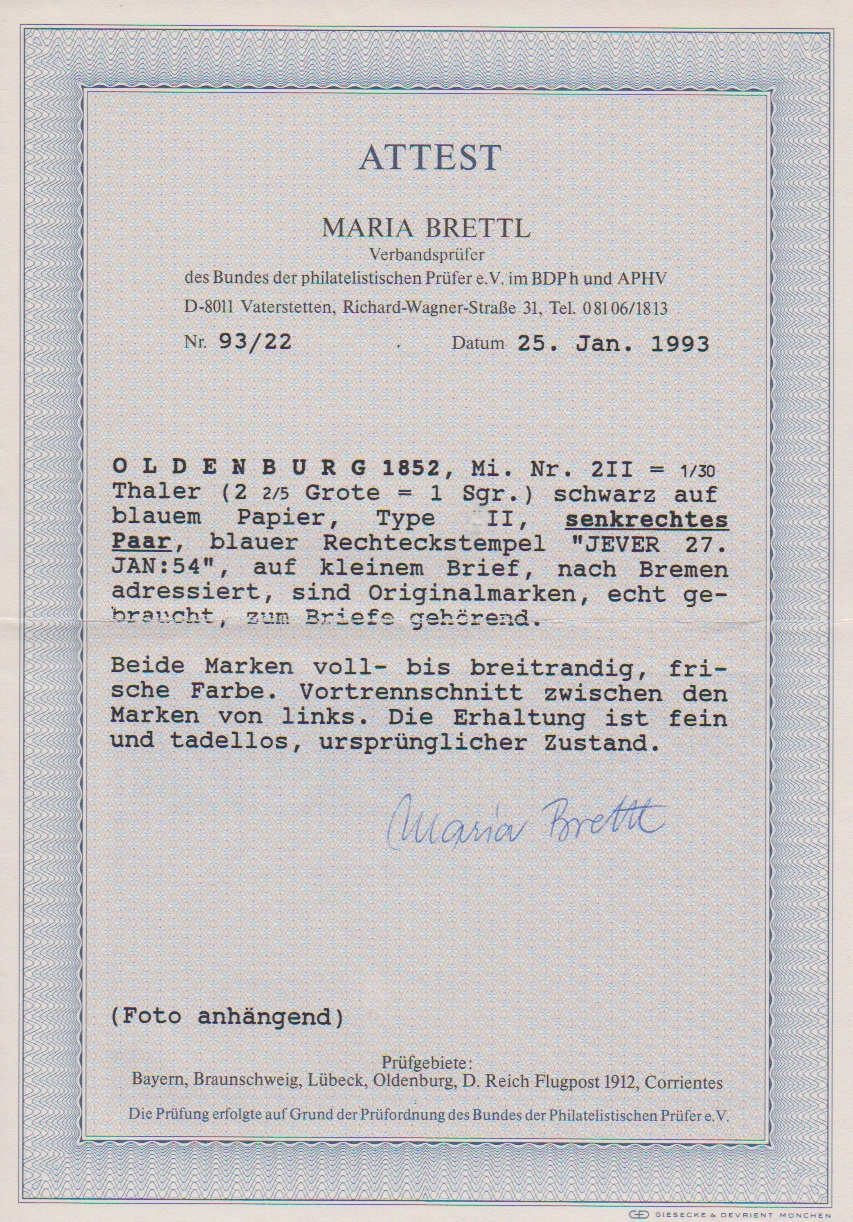 ATTEST
MARIA BRETTL
Verbandsprüfer
des Bundes der philatelistischen Prüfer e.V. im BDPh und APHV
D-8011 Vaterstetten, Richard-Wagner-Straße 31, Tel. 08106/1813
Nr. 93/22 Datum 25. Jan. 1993
O L D E N B U R G 1852, Mi. Nr. 2II = 1/30
Thaler (2 2/5 Grote = 1 Sgr.) schwarz auf
blauem Papier, Type II, senkrechtes
Paar, blauer Rechteckstempel "JEVER 27.
JAN:54", auf kleinem Brief, nach Bremen
adressiert, sind Originalmarken, echt ge-
braucht, zum Briefe gehörend.
Beide Marken voll- bis breitrandig, fri-
sche Farbe. Vortrennschnitt zwischen den
Marken von links. Die Erhaltung ist fein
und tadellos, ursprünglicher Zustand.
Maria Brettl
(Foto anhängend)
Prüfgebiete:
Bayern, Braunschweig, Lübeck, Oldenburg, D. Reich Flugpost 1912, Corrientes
Die Prüfung erfolgte auf Grund der Prüfordnung des Bundes der Philatelistischen Prüfer e.V.
GIESECKE & DEVRIENT MÜNCHEN